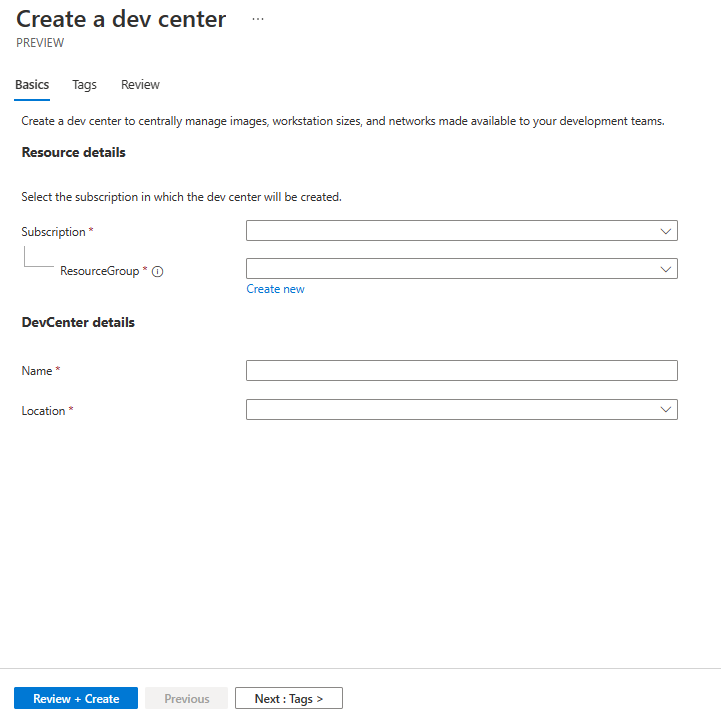 Create a dev center ...
PREVIEW
Basics Tags Review
Create a dev center to centrally manage images, workstation sizes, and networks made available to your development teams.
Resource details
Select the subscription in which the dev center will be created.
Subscription *
ResourceGroup *
Create new
DevCenter details
Name *
Location *
Review + Create Previous Next : Tags >